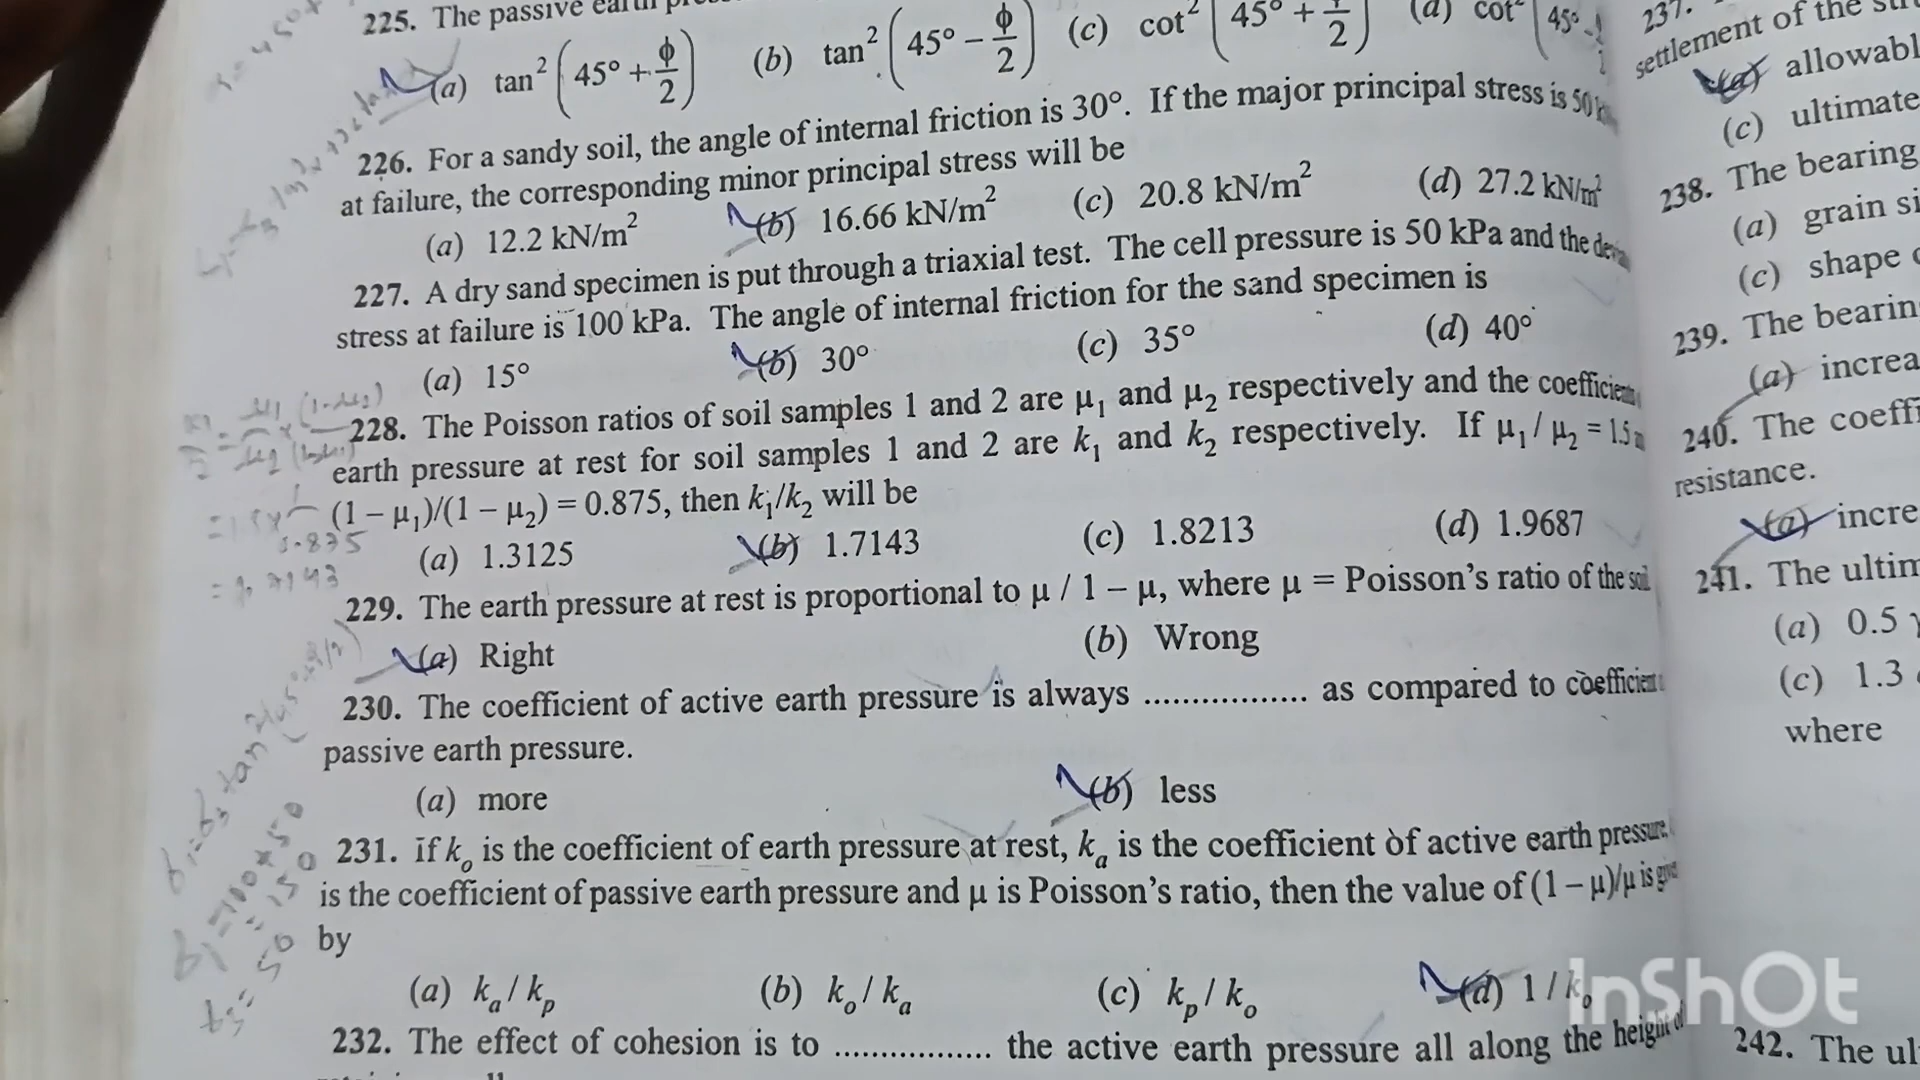 225. The passive earth
(a) tan² (45° + ϕ/2) (b) tan² (45° − ϕ/2) (c) cot² (45° + ϕ/2) (d) cot² (45°
226. For a sandy soil, the angle of internal friction is 30°. If the major principal stress is 50
at failure, the corresponding minor principal stress will be
(a) 12.2 kN/m² (b) 16.66 kN/m² (c) 20.8 kN/m² (d) 27.2 kN/m²
227. A dry sand specimen is put through a triaxial test. The cell pressure is 50 kPa and the
stress at failure is 100 kPa. The angle of internal friction for the sand specimen is
(a) 15° (b) 30° (c) 35° (d) 40°
228. The Poisson ratios of soil samples 1 and 2 are μ₁ and μ₂ respectively and the coefficient
earth pressure at rest for soil samples 1 and 2 are k₁ and k₂ respectively. If μ₁ / μ₂ = 1.5
(1 – μ₁)/(1 – μ₂) = 0.875, then k₁/k₂ will be
(a) 1.3125 (b) 1.7143 (c) 1.8213 (d) 1.9687
229. The earth pressure at rest is proportional to μ / 1 – μ, where μ = Poisson's ratio of the soil
(a) Right (b) Wrong
230. The coefficient of active earth pressure is always ................. as compared to coefficient
passive earth pressure.
(a) more (b) less
231. if kₒ is the coefficient of earth pressure at rest, kₐ is the coefficient of active earth pressure,
is the coefficient of passive earth pressure and μ is Poisson's ratio, then the value of (1 – μ)/μ is
by
(a) kₐ / kₚ (b) kₒ / kₐ (c) kₚ / kₒ (d) 1 / kₒ
232. The effect of cohesion is to ................. the active earth pressure all along the height of
237.
settlement of the
(a) allowabl
(c) ultimate
238. The bearing
(a) grain si
(c) shape
239. The bearin
(a) increa
240. The coeffi
resistance.
(a) incre
241. The ultim
(a) 0.5
(c) 1.3
where
242. The ul
InShOt